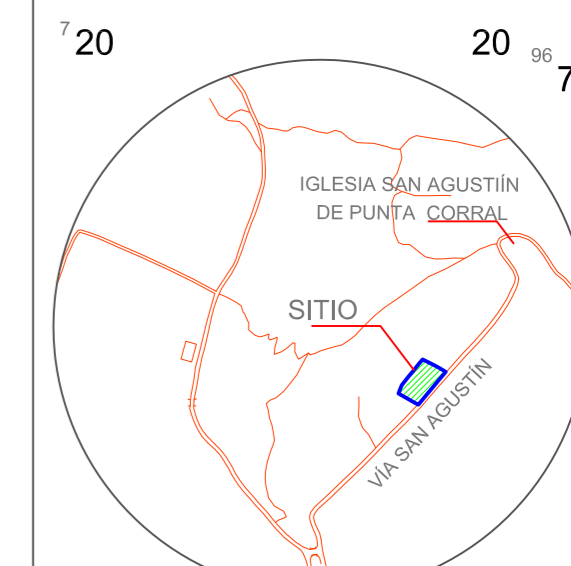 7 20
20 96 7
IGLESIA SAN AGUSTIÍN
DE PUNTA CORRAL
SITIO
VÍA SAN AGUSTÍN